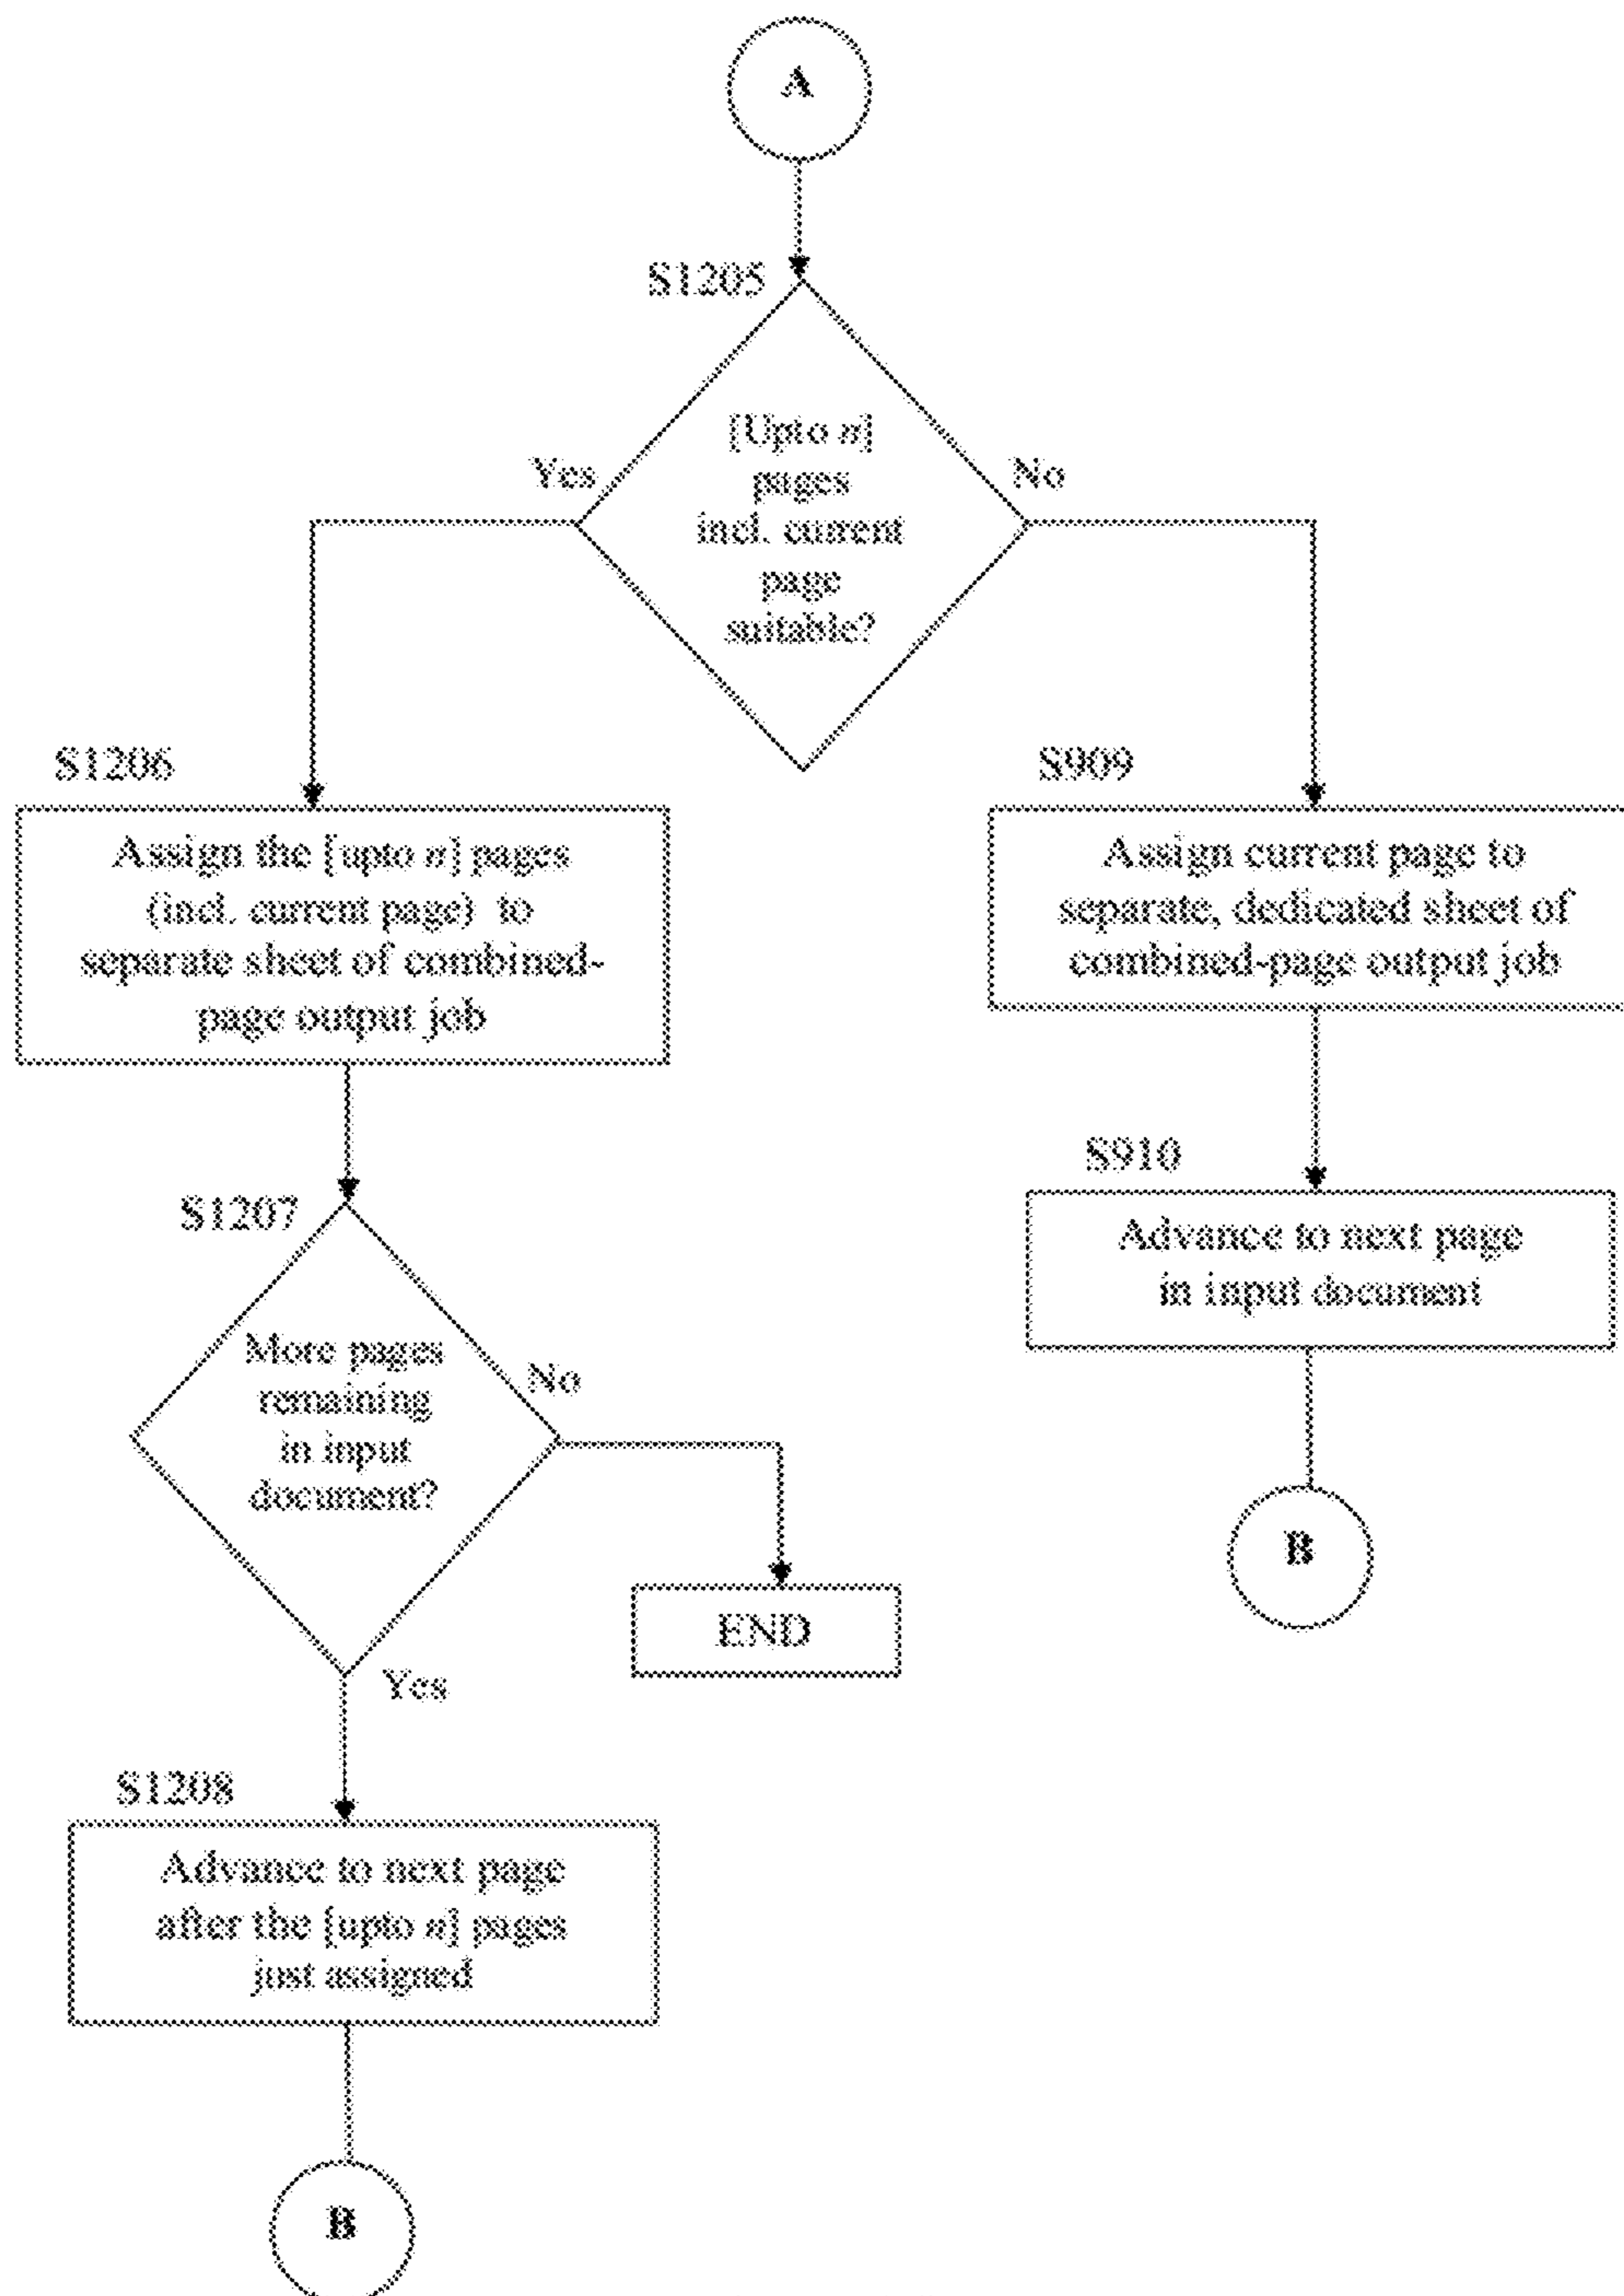 A
S1205
[Upto n]
pages
incl. current
page
suitable?
Yes
No
S1206
Assign the [upto n] pages
(incl. current page) to
separate sheet of combined-
page output job
S909
Assign current page to
separate, dedicated sheet of
combined-page output job
S1207
More pages
remaining
in input
document?
No
Yes
END
S910
Advance to next page
in input document
B
S1208
Advance to next page
after the [upto n] pages
just assigned
B